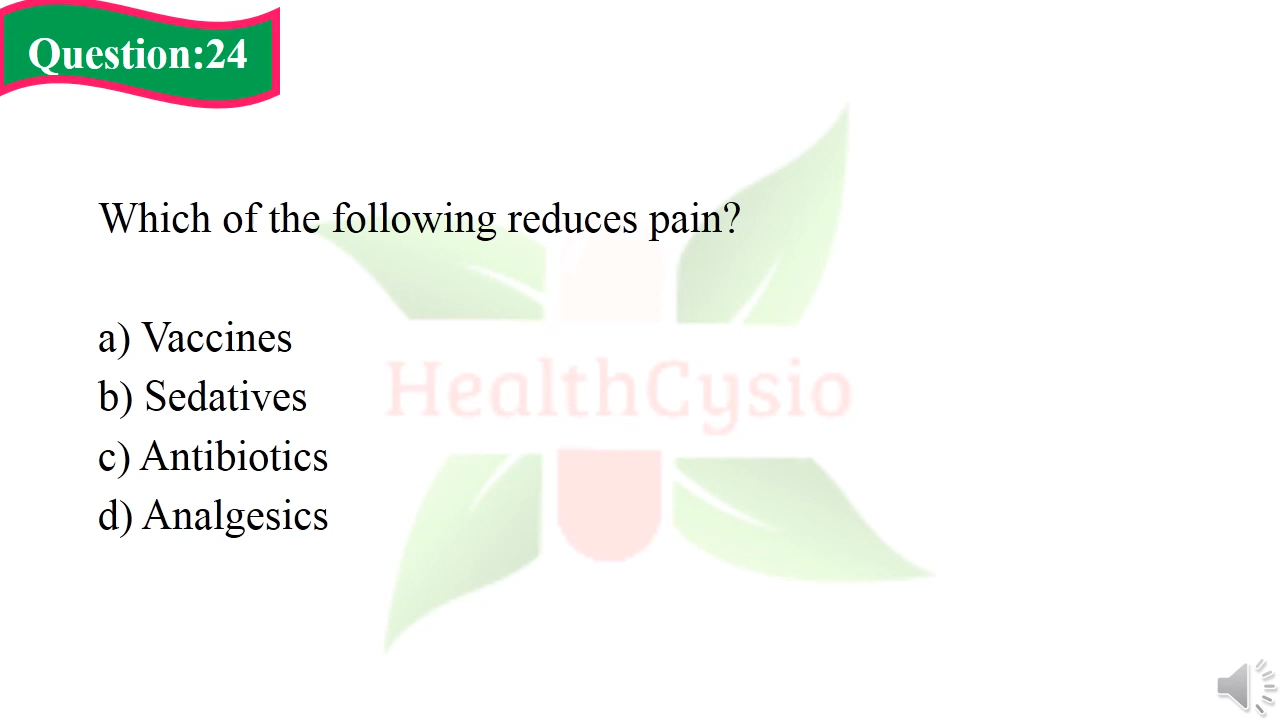 Question:24
Which of the following reduces pain?
a) Vaccines
b) Sedatives
HealthCysio
c) Antibiotics
d) Analgesics